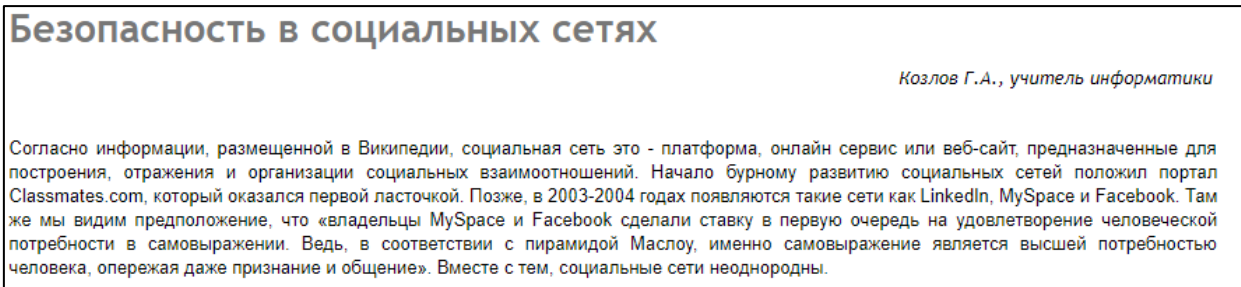 Безопасность в социальных сетях
Козлов Г.А., учитель информатики
Согласно информации, размещенной в Википедии, социальная сеть это - платформа, онлайн сервис или веб-сайт, предназначенные для
построения, отражения и организации социальных взаимоотношений. Начало бурному развитию социальных сетей положил портал
Classmates.com, который оказался первой ласточкой. Позже, в 2003-2004 годах появляются такие сети как LinkedIn, MySpace и Facebook. Там
же мы видим предположение, что «владельцы MySpace и Facebook сделали ставку в первую очередь на удовлетворение человеческой
потребности в самовыражении. Ведь, в соответствии с пирамидой Маслоу, именно самовыражение является высшей потребностью
человека, опережая даже признание и общение». Вместе с тем, социальные сети неоднородны.